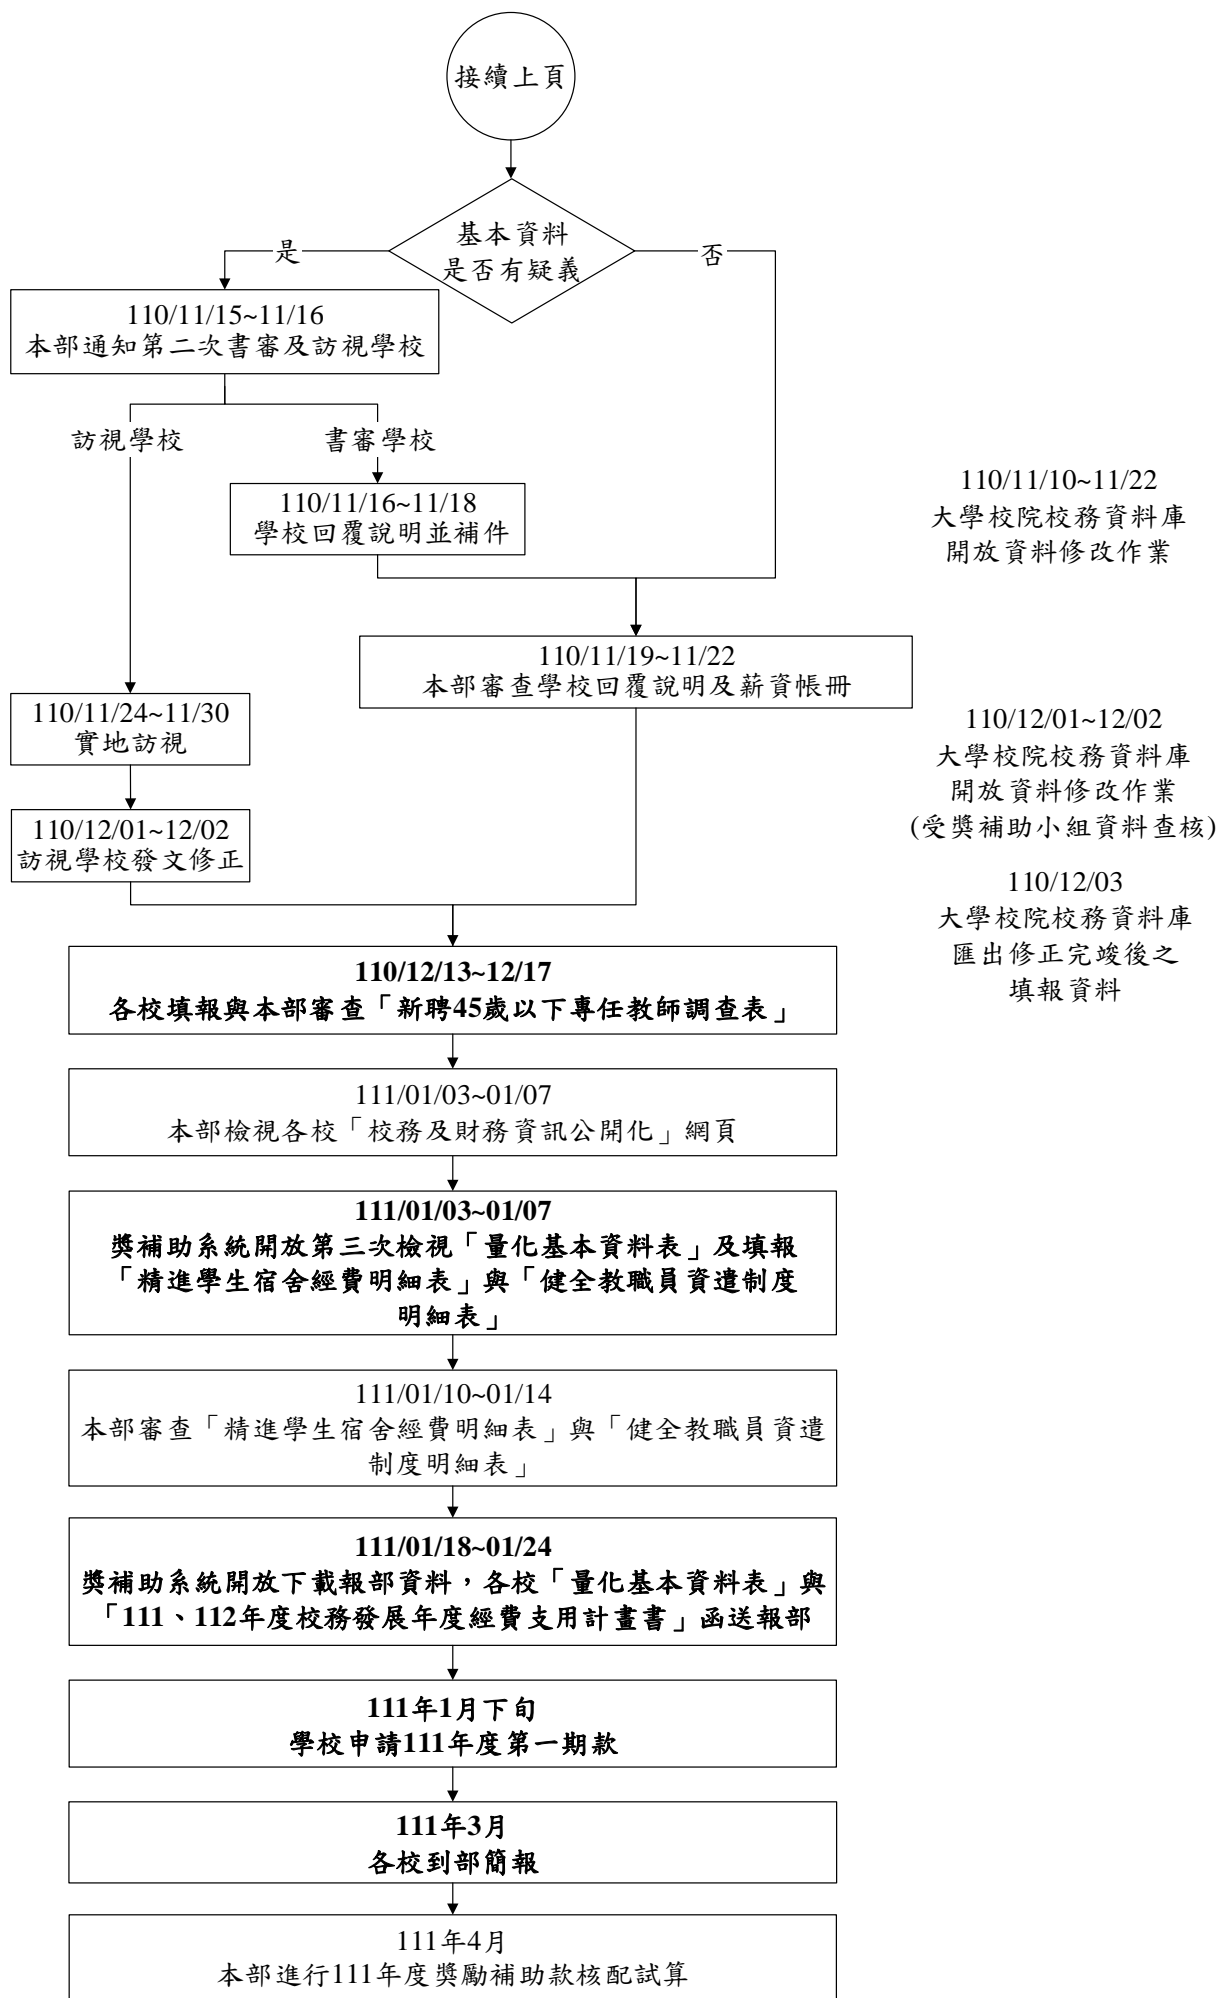 接續上頁
基本資料
是否有疑義
是
否
110/11/15~11/16
本部通知第二次書審及訪視學校
訪視學校
書審學校
110/11/16~11/18
學校回覆說明並補件
110/11/10~11/22
大學校院校務資料庫
開放資料修改作業
110/11/19~11/22
本部審查學校回覆說明及薪資帳冊
110/11/24~11/30
實地訪視
110/12/01~12/02
訪視學校發文修正
110/12/01~12/02
大學校院校務資料庫
開放資料修改作業
(受獎補助小組資料查核)
110/12/03
大學校院校務資料庫
匯出修正完竣後之
填報資料
110/12/13~12/17
各校填報與本部審查「新聘45歲以下專任教師調查表」
111/01/03~01/07
本部檢視各校「校務及財務資訊公開化」網頁
111/01/03~01/07
獎補助系統開放第三次檢視「量化基本資料表」及填報
「精進學生宿舍經費明細表」與「健全教職員資遣制度
明細表」
111/01/10~01/14
本部審查「精進學生宿舍經費明細表」與「健全教職員資遣
制度明細表」
111/01/18~01/24
獎補助系統開放下載報部資料，各校「量化基本資料表」與
「111、112年度校務發展年度經費支用計畫書」函送報部
111年1月下旬
學校申請111年度第一期款
111年3月
各校到部簡報
111年4月
本部進行111年度獎勵補助款核配試算